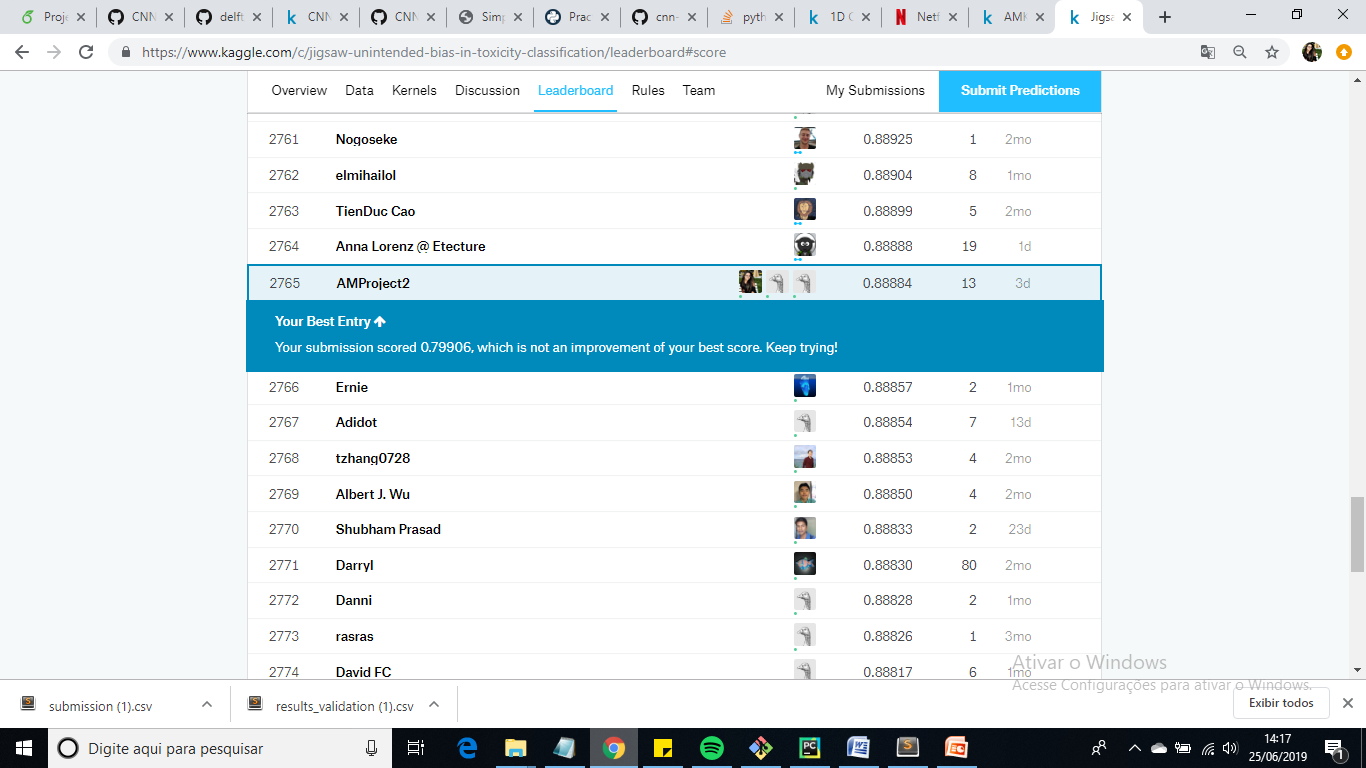 Proje CNN delft CNN CNN Simp Prac cnn- pyth 1D C Netf AMK Jigsa
https://www.kaggle.com/c/jigsaw-unintended-bias-in-toxicity-classification/leaderboard#score
Overview Data Kernels Discussion Leaderboard Rules Team My Submissions Submit Predictions
2761 Nogoseke 0.88925 1 2mo
2762 elmihailol 0.88904 8 1mo
2763 TienDuc Cao 0.88899 5 2mo
2764 Anna Lorenz @ Etecture 0.88888 19 1d
2765 AMProject2 0.88884 13 3d
Your Best Entry
Your submission scored 0.79906, which is not an improvement of your best score. Keep trying!
2766 Ernie 0.88857 2 1mo
2767 Adidot 0.88854 7 13d
2768 tzhang0728 0.88853 4 2mo
2769 Albert J. Wu 0.88850 4 2mo
2770 Shubham Prasad 0.88833 2 23d
2771 Darryl 0.88830 80 2mo
2772 Danni 0.88828 2 1mo
2773 rasras 0.88826 1 3mo
2774 David FC 0.88817 6 1mo
Ativar o Windows
Acesse Configurações para ativar o Windows.
submission (1).csv results_validation (1).csv Exibir todos
Digite aqui para pesquisar 14:17
25/06/2019